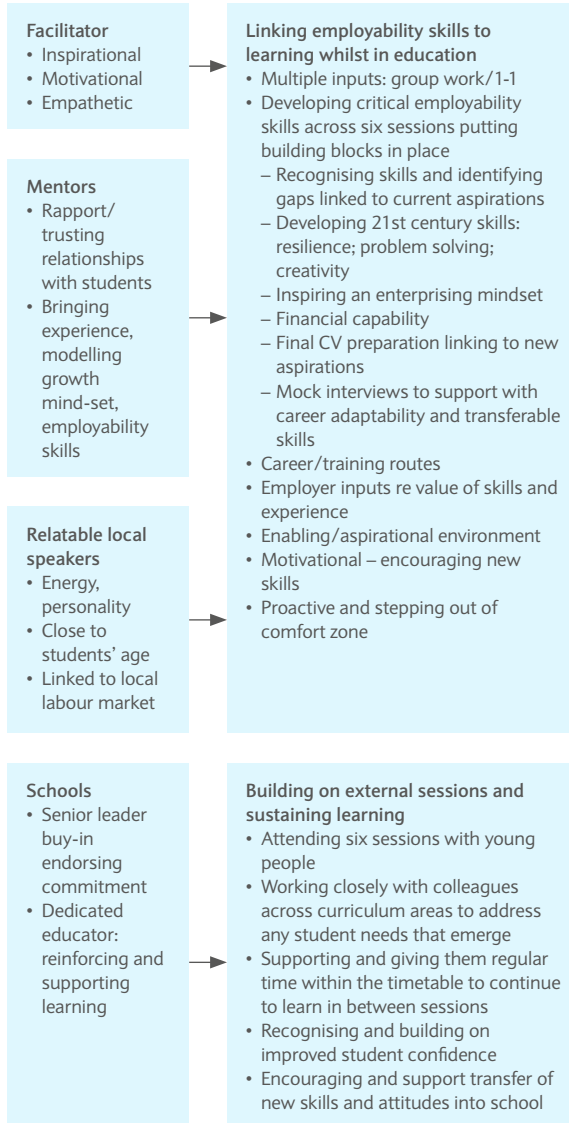 Facilitator
• Inspirational
• Motivational
• Empathetic
Mentors
• Rapport/
trusting
relationships
with students
• Bringing
experience,
modelling
growth
mind-set,
employability
skills
Relatable local
speakers
• Energy,
personality
• Close to
students’ age
• Linked to local
labour market
Linking employability skills to
learning whilst in education
• Multiple inputs: group work/1-1
• Developing critical employability
skills across six sessions putting
building blocks in place
– Recognising skills and identifying
gaps linked to current aspirations
– Developing 21st century skills:
resilience; problem solving;
creativity
– Inspiring an enterprising mindset
– Financial capability
– Final CV preparation linking to new
aspirations
– Mock interviews to support with
career adaptability and transferable
skills
• Career/training routes
• Employer inputs re value of skills and
experience
• Enabling/aspirational environment
• Motivational – encouraging new
skills
• Proactive and stepping out of
comfort zone
Schools
• Senior leader
buy-in
endorsing
commitment
• Dedicated
educator:
reinforcing and
supporting
learning
Building on external sessions and
sustaining learning
• Attending six sessions with young
people
• Working closely with colleagues
across curriculum areas to address
any student needs that emerge
• Supporting and giving them regular
time within the timetable to continue
to learn in between sessions
• Recognising and building on
improved student confidence
• Encouraging and support transfer of
new skills and attitudes into school